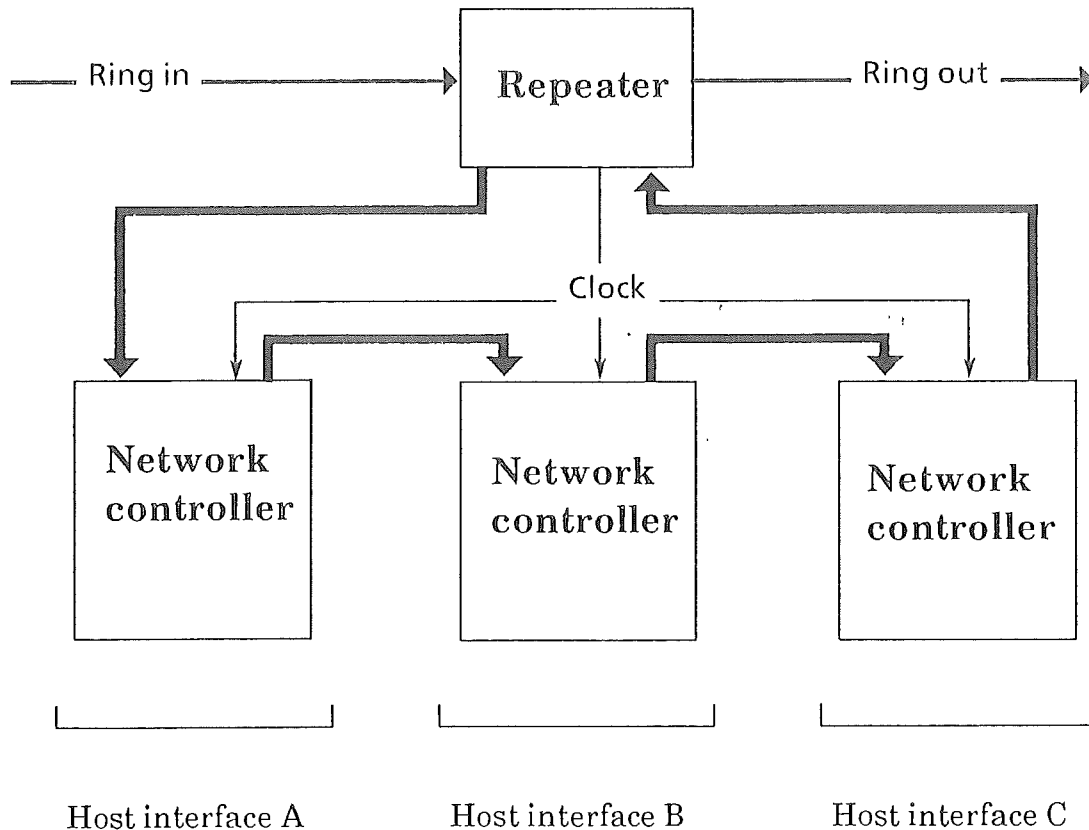 Ring in
Repeater
Ring out
Clock
Network
controller
Network
controller
Network
controller
Host interface A
Host interface B
Host interface C